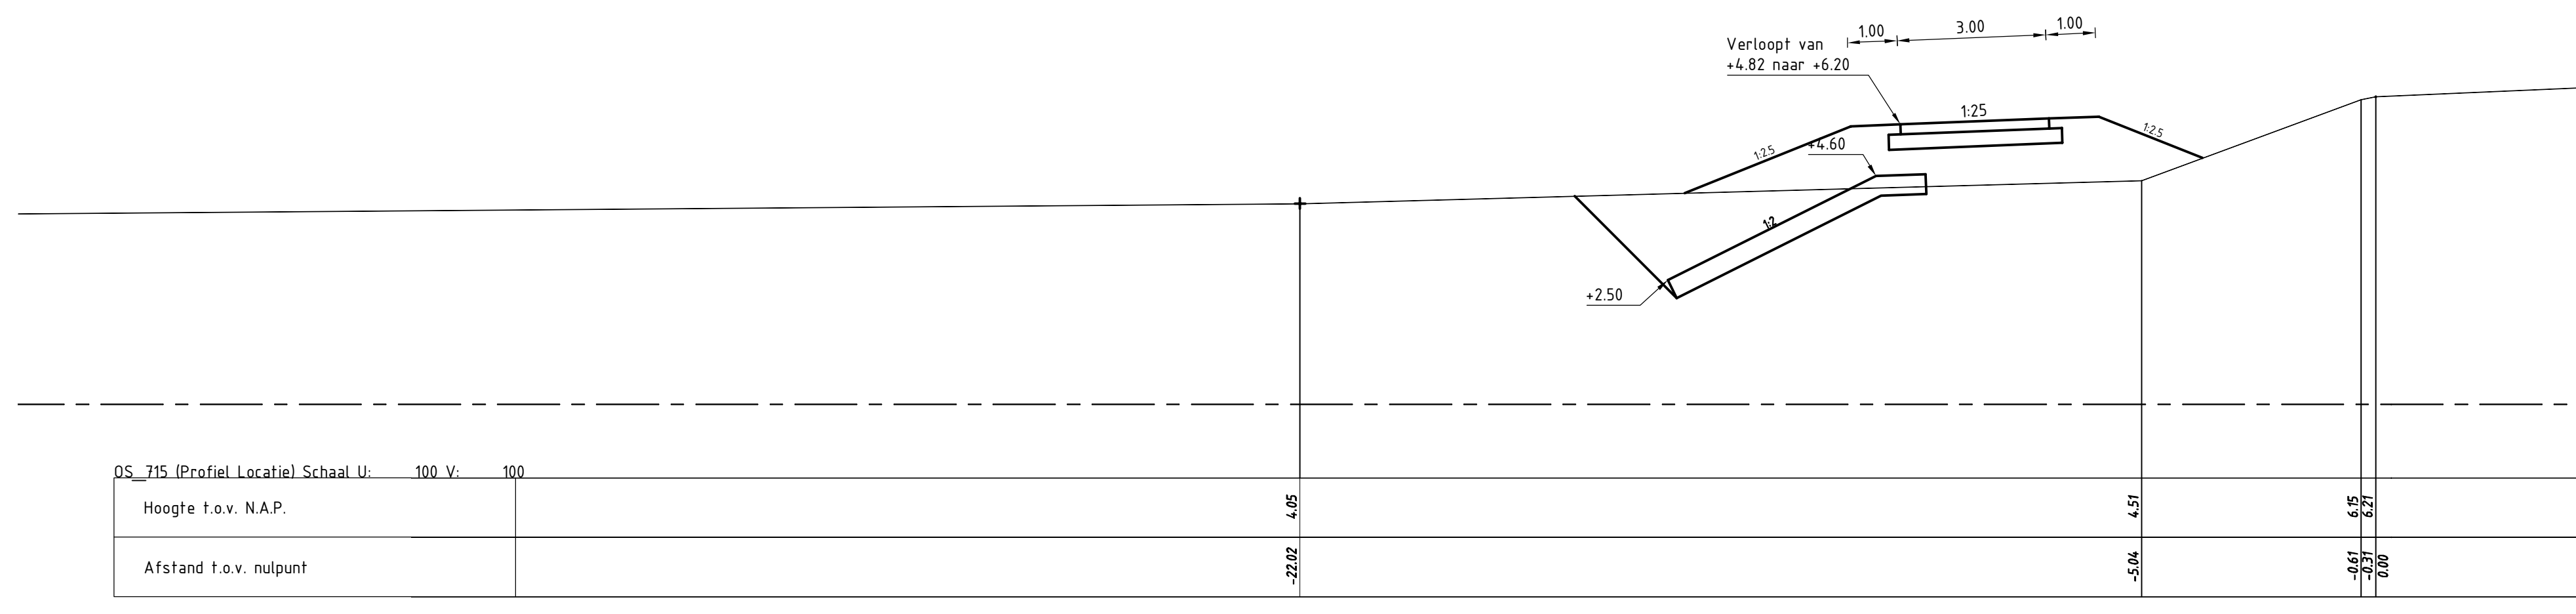 1.00
3.00
1.00
Verloopt van
+4.82 naar +6.20
1:25
1:2.5
1:2.5
+4.60
1:2
+2.50
OS_715 (Profiel Locatie) Schaal U: 100 V: 100
Hoogte t.o.v. N.A.P. 4.05 4.51 6.15 6.21
Afstand t.o.v. nulpunt -22.02 -5.04 -0.61 -0.31 0.00